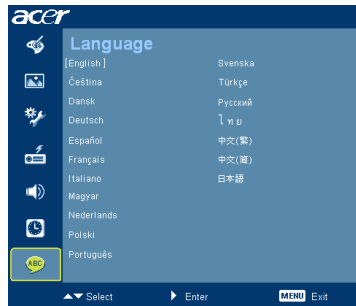 acer
Language
[English]
Čeština
Dansk
Deutsch
Español
Français
Italiano
Magyar
Nederlands
Polski
Português
Svenska
Türkçe
Русский
ไทย
中文(繁)
中文(简)
日本語
ABC
Select
Enter
MENU Exit